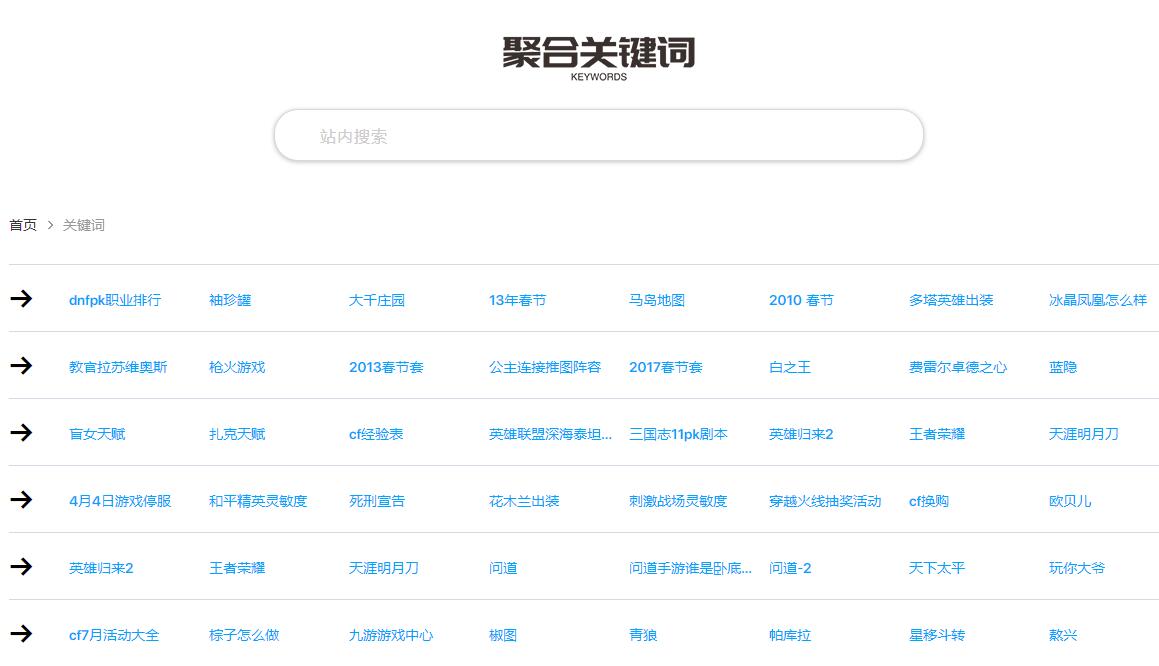 聚合关键词
KEYWORDS
站内搜索
首页 > 关键词
dnfpk职业排行 袖珍罐 大千庄园 13年春节 马岛地图 2010 春节 多塔英雄出装 冰晶凤凰怎么样
教官拉苏维奥斯 枪火游戏 2013春节套 公主连接推图阵容 2017春节套 白之王 费雷尔卓德之心 蓝隐
盲女天赋 扎克天赋 cf经验表 英雄联盟深海泰坦... 三国志11pk剧本 英雄归来2 王者荣耀 天涯明月刀
4月4日游戏停服 和平精英灵敏度 死刑宣告 花木兰出装 刺激战场灵敏度 穿越火线抽奖活动 cf换购 欧贝儿
英雄归来2 王者荣耀 天涯明月刀 问道 问道手游谁是卧底... 问道-2 天下太平 玩你大爷
cf7月活动大全 棕子怎么做 九游游戏中心 椒图 青狼 帕库拉 星移斗转 熬兴